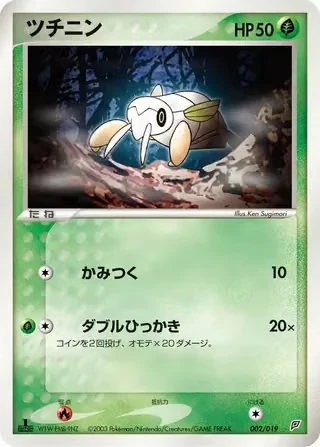 ツチニン HP50
たね
Illus.Ken Sugimori
かみつく 10
ダブルひっかき 20×
コインを2回投げ、オモテ×20ダメージ。
弱点 抵抗力 にげる
1
©2003 Pokémon/Nintendo/Creatures/GAME FREAK 002/019